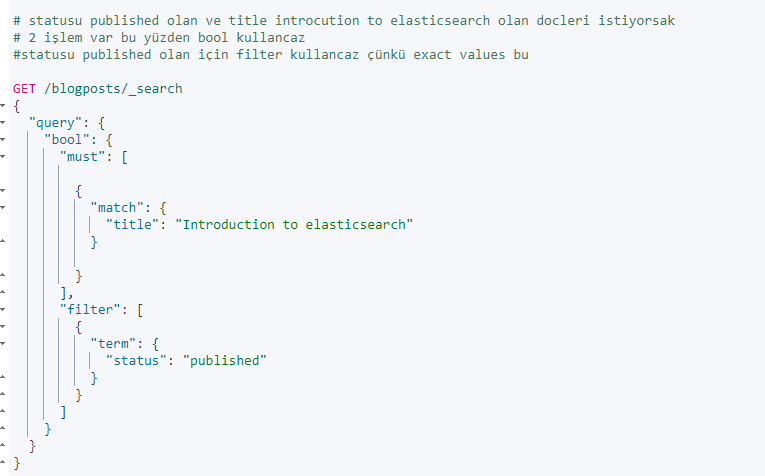 # statusu published olan ve title introcution to elasticsearch olan docleri istiyorsak
# 2 işlem var bu yüzden bool kullancaz
#statusu published olan için filter kullancaz çünkü exact values bu
GET /blogposts/_search
{
"query": {
"bool": {
"must": [
{
"match": {
"title": "Introduction to elasticsearch"
}
}
],
"filter": [
{
"term": {
"status": "published"
}
}
]
}
}
}